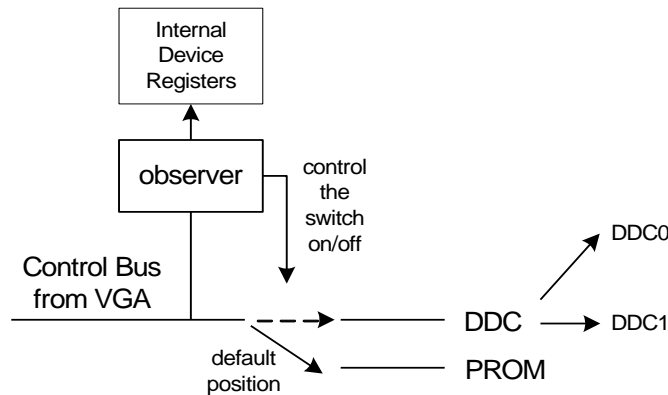 Internal
Device
Registers
observer
control
the
switch
on/off
Control Bus
from VGA
DDC0
DDC
DDC1
default
position
PROM